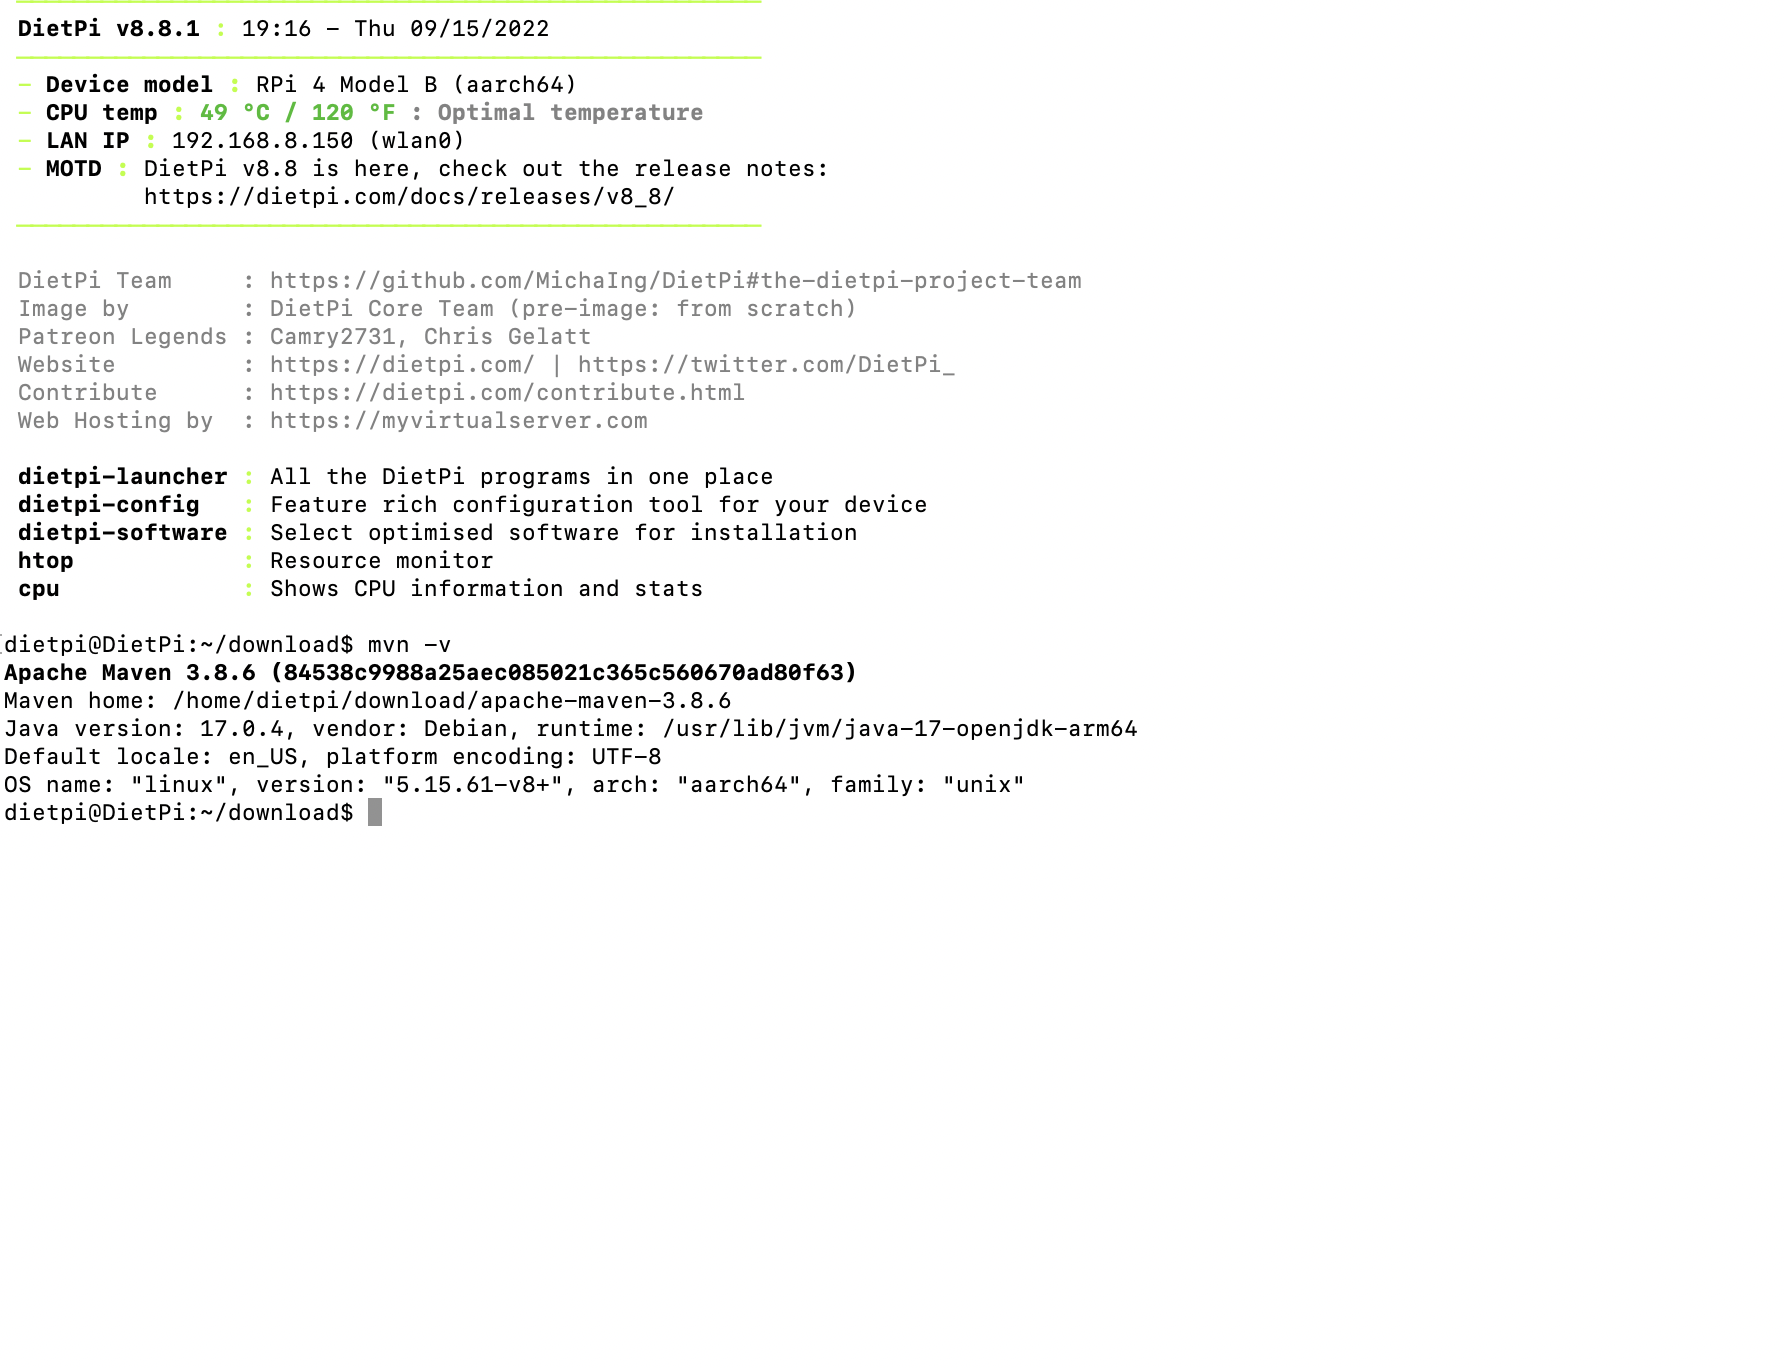 DietPi v8.8.1 : 19:16 - Thu 09/15/2022
- Device model : RPi 4 Model B (aarch64)
- CPU temp : 49 °C / 120 °F : Optimal temperature
- LAN IP : 192.168.8.150 (wlan0)
- MOTD : DietPi v8.8 is here, check out the release notes:
https://dietpi.com/docs/releases/v8_8/
DietPi Team : https://github.com/MichaIng/DietPi#the-dietpi-project-team
Image by : DietPi Core Team (pre-image: from scratch)
Patreon Legends : Camry2731, Chris Gelatt
Website : https://dietpi.com/ | https://twitter.com/DietPi_
Contribute : https://dietpi.com/contribute.html
Web Hosting by : https://myvirtualserver.com
dietpi-launcher : All the DietPi programs in one place
dietpi-config : Feature rich configuration tool for your device
dietpi-software : Select optimised software for installation
htop : Resource monitor
cpu : Shows CPU information and stats
dietpi@DietPi:~/download$ mvn -v
Apache Maven 3.8.6 (84538c9988a25aec085021c365c560670ad80f63)
Maven home: /home/dietpi/download/apache-maven-3.8.6
Java version: 17.0.4, vendor: Debian, runtime: /usr/lib/jvm/java-17-openjdk-arm64
Default locale: en_US, platform encoding: UTF-8
OS name: "linux", version: "5.15.61-v8+", arch: "aarch64", family: "unix"
dietpi@DietPi:~/download$